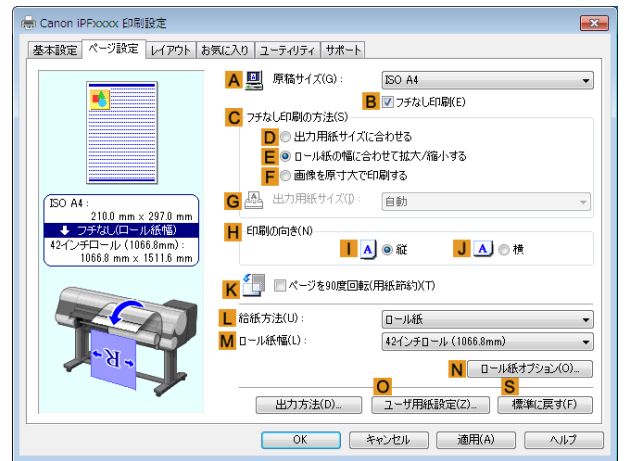 Canon iPFxxxx 印刷設定
基本設定 ページ設定 レイアウト お気に入り ユーティリティ サポート
A 原稿サイズ(G): ISO A4
B フチなし印刷(E)
C フチなし印刷の方法(S)
D 出力用紙サイズに合わせる
E ロール紙の幅に合わせて拡大/縮小する
F 画像を原寸大で印刷する
G 出力用紙サイズ(I): 自動
ISO A4 :
210.0 mm x 297.0 mm
フチなし(ロール紙幅)
42インチロール (1066.8mm) :
1066.8 mm x 1511.6 mm
H 印刷の向き(N)
I A 縦 J A 横
K ページを90度回転(用紙節約)(T)
L 給紙方法(U): ロール紙
M ロール紙幅(L): 42インチロール (1066.8mm)
R
N ロール紙オプション(O)...
O S
出力方法(D)... ユーザ用紙設定(Z)... 標準に戻す(F)
OK キャンセル 適用(A) ヘルプ